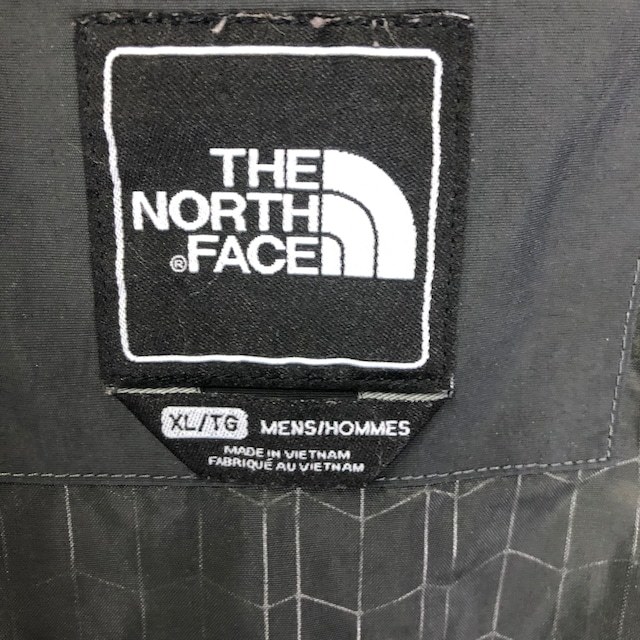 THE
NORTH
®FACE
XL/TG MENS/HOMMES
MADE IN VIETNAM
FABRIQUÉ AU VIETNAM